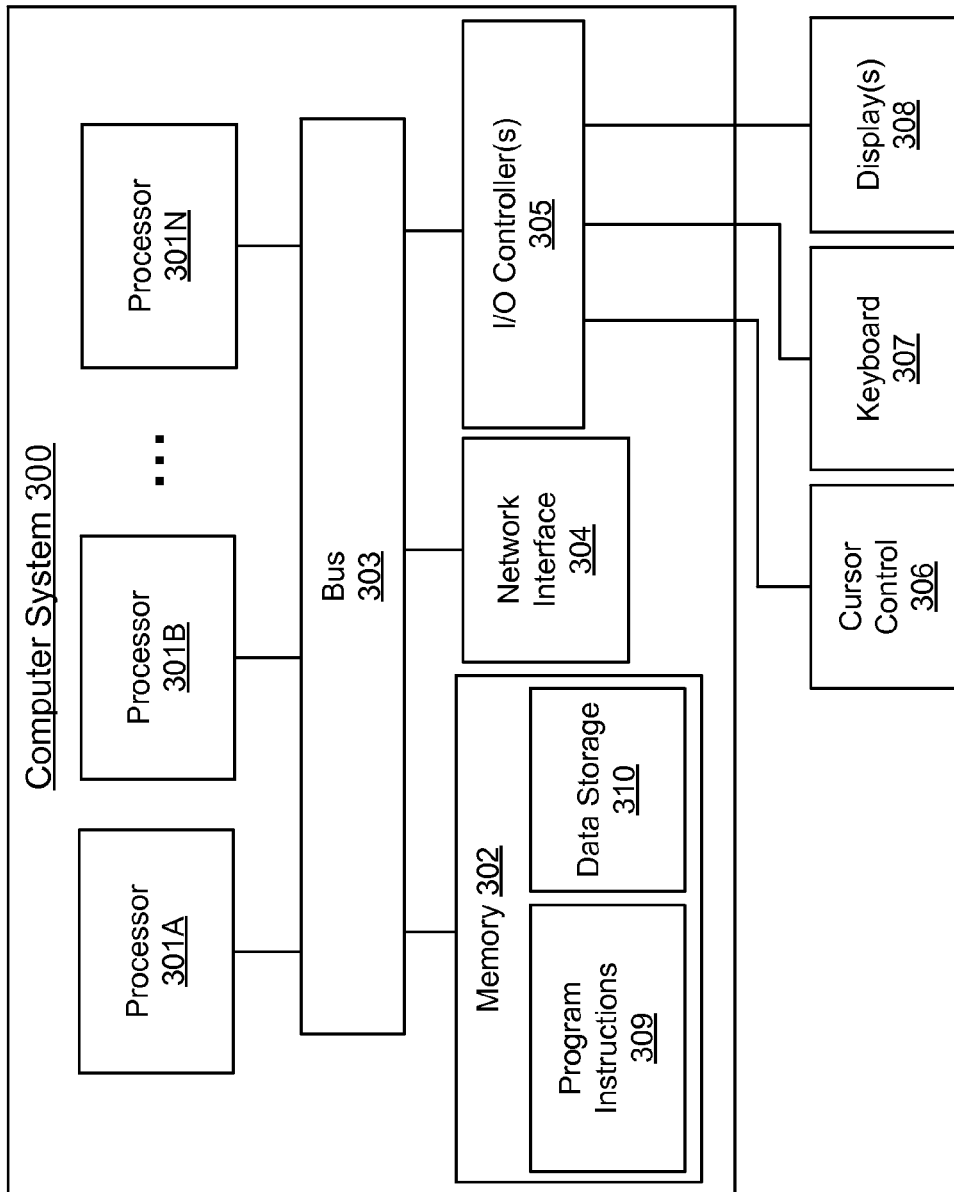 Computer System 300
Processor
301A
Processor
301B
...
Processor
301N
Bus
303
Memory 302
Program
Instructions
309
Data Storage
310
Network
Interface
304
I/O Controller(s)
305
Cursor
Control
306
Keyboard
307
Display(s)
308